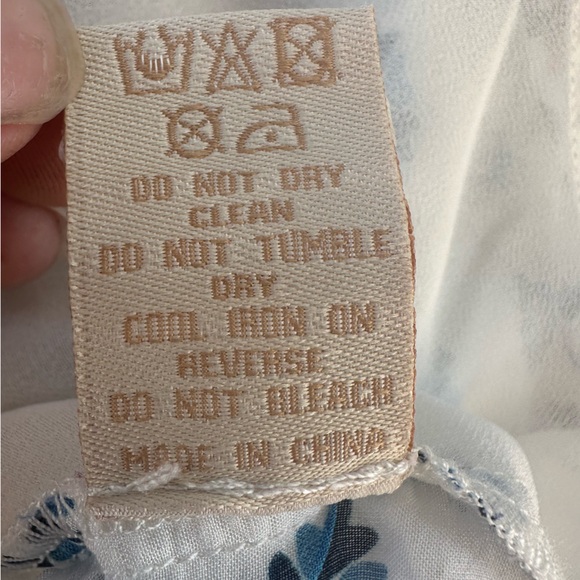 DO NOT DRY
CLEAN
DO NOT TUMBLE
DRY
COOL IRON ON
REVERSE
DO NOT BLEACH
MADE IN CHINA